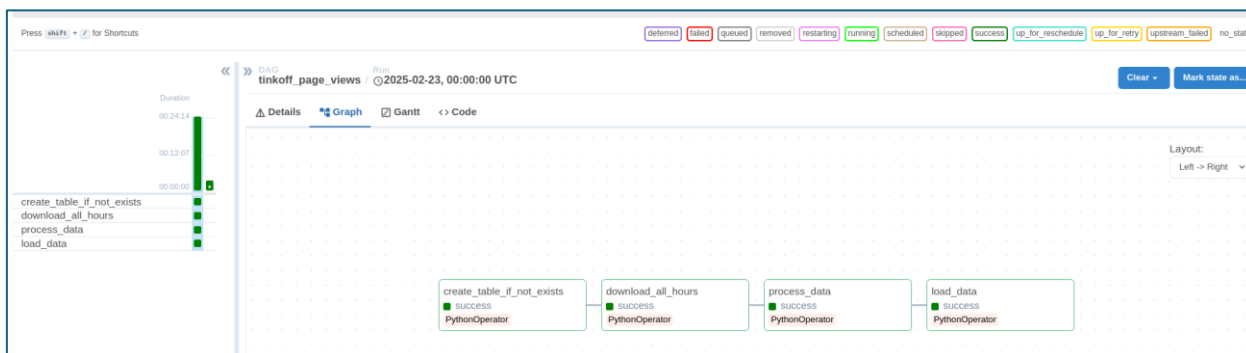 Press shift + / for Shortcuts
deferred failed queued removed restarting running scheduled skipped success up_for_reschedule up_for_retry upstream_failed no_stat
DAG Run
tinkoff_page_views / 2025-02-23, 00:00:00 UTC
Clear Mark state as...
Details Graph Gantt <> Code
Duration
00:24:14
00:12:07
00:00:00
create_table_if_not_exists
download_all_hours
process_data
load_data
Layout:
Left -> Right
create_table_if_not_exists
success
PythonOperator
download_all_hours
success
PythonOperator
process_data
success
PythonOperator
load_data
success
PythonOperator